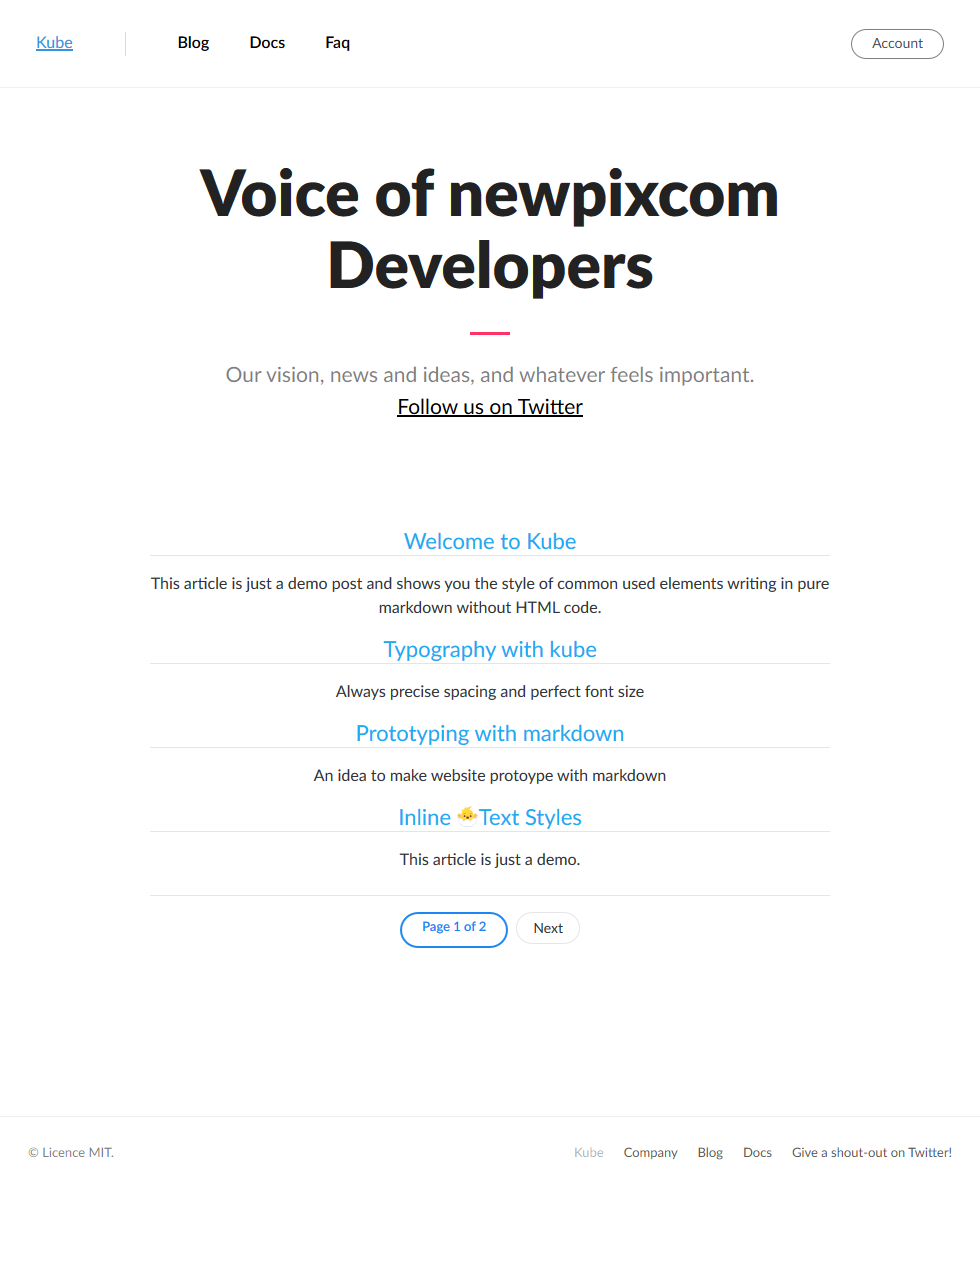 Kube
Blog
Docs
Faq
Account
Voice of newpixcom
Developers
Our vision, news and ideas, and whatever feels important.
Follow us on Twitter
Welcome to Kube
This article is just a demo post and shows you the style of common used elements writing in pure
markdown without HTML code.
Typography with kube
Always precise spacing and perfect font size
Prototyping with markdown
An idea to make website protoype with markdown
Inline 🐣Text Styles
This article is just a demo.
Page 1 of 2
Next
© Licence MIT.
Kube
Company
Blog
Docs
Give a shout-out on Twitter!